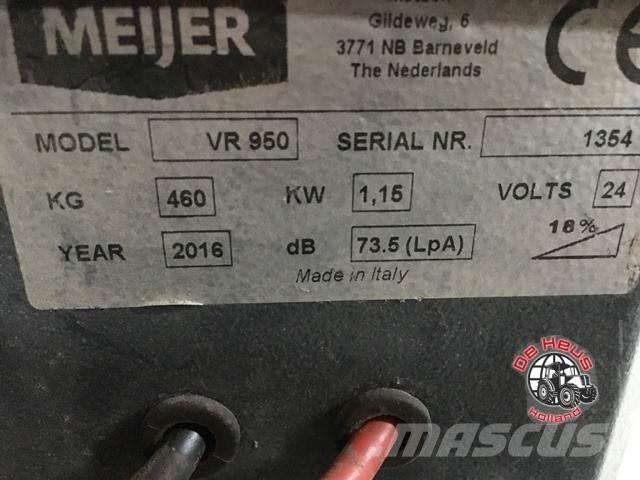 MEIJER
Gildeweg, 6
3771 NB Barneveld
The Nederlands
CE
MODEL VR 950 SERIAL NR. 1354
KG 460 KW 1,15 VOLTS 24
YEAR 2016 dB 73.5 (LpA) 18%
Made in Italy
De Heus
Holland
MASCUS